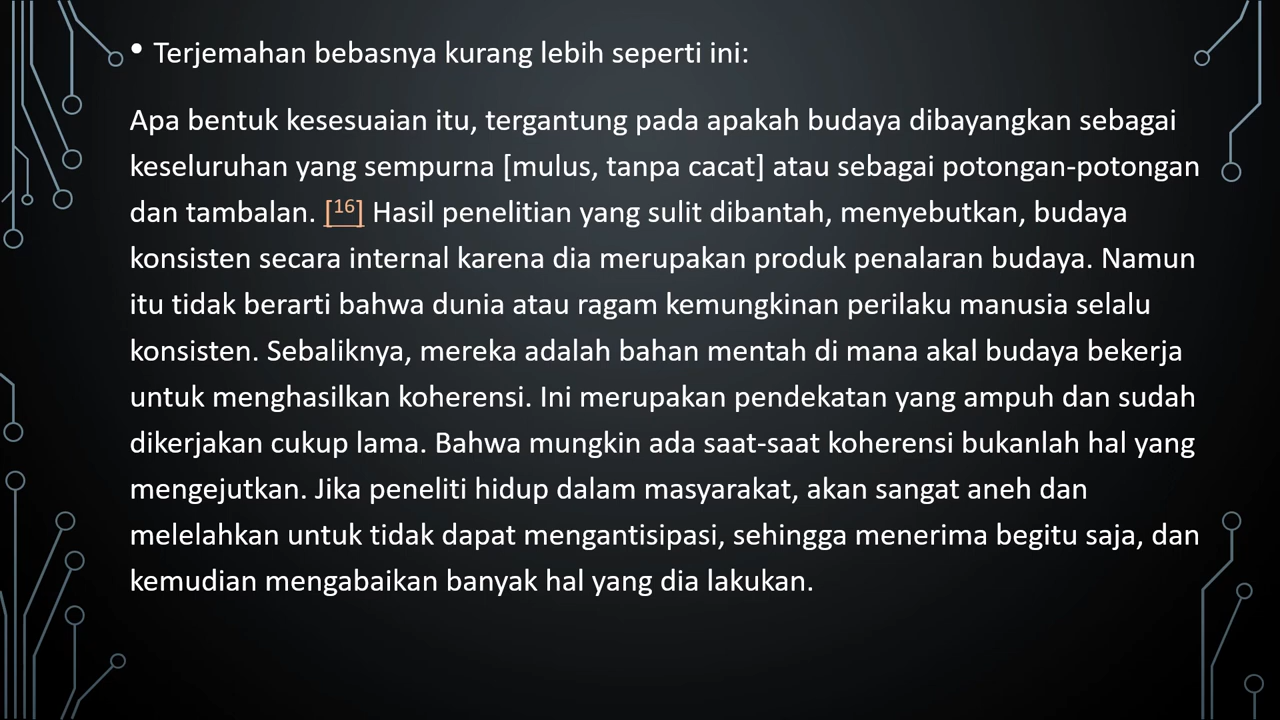 • Terjemahan bebasnya kurang lebih seperti ini:
Apa bentuk kesesuaian itu, tergantung pada apakah budaya dibayangkan sebagai
keseluruhan yang sempurna [mulus, tanpa cacat] atau sebagai potongan-potongan
dan tambalan. [16] Hasil penelitian yang sulit dibantah, menyebutkan, budaya
konsisten secara internal karena dia merupakan produk penalaran budaya. Namun
itu tidak berarti bahwa dunia atau ragam kemungkinan perilaku manusia selalu
konsisten. Sebaliknya, mereka adalah bahan mentah di mana akal budaya bekerja
untuk menghasilkan koherensi. Ini merupakan pendekatan yang ampuh dan sudah
dikerjakan cukup lama. Bahwa mungkin ada saat-saat koherensi bukanlah hal yang
mengejutkan. Jika peneliti hidup dalam masyarakat, akan sangat aneh dan
melelahkan untuk tidak dapat mengantisipasi, sehingga menerima begitu saja, dan
kemudian mengabaikan banyak hal yang dia lakukan.